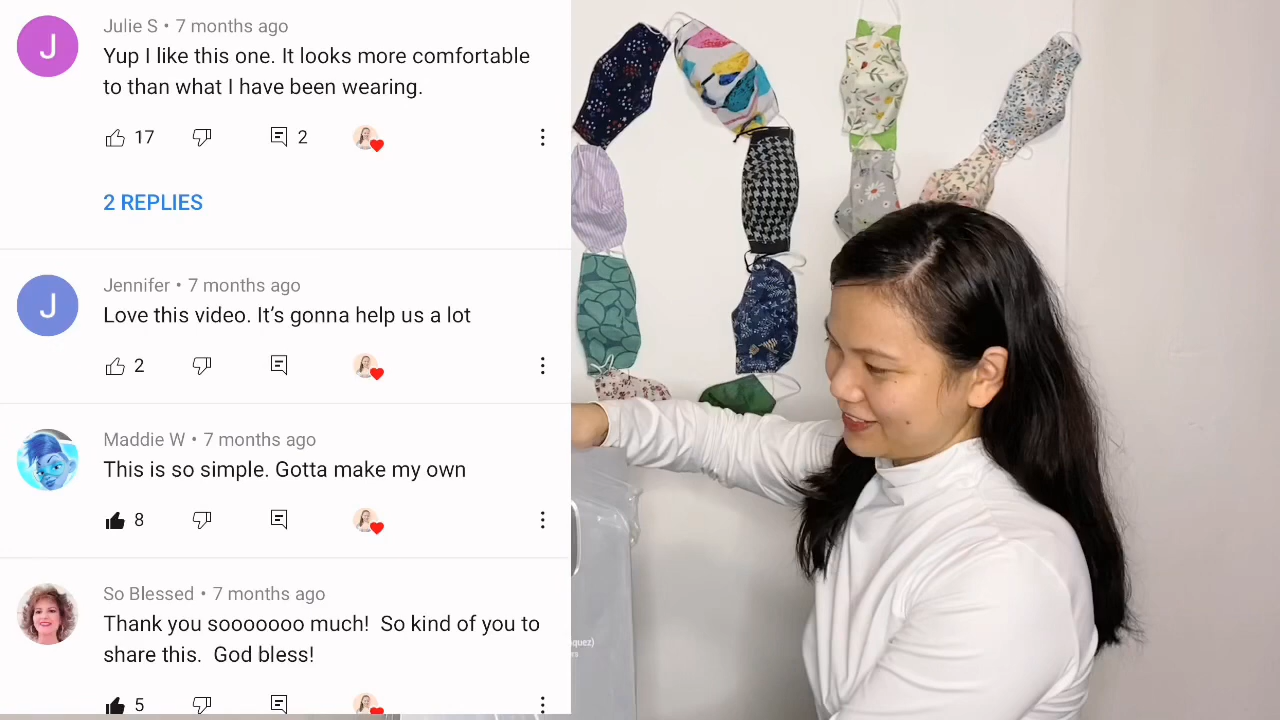 Julie S • 7 months ago
Yup I like this one. It looks more comfortable
to than what I have been wearing.
17
2
2 REPLIES
J
Jennifer • 7 months ago
Love this video. It’s gonna help us a lot
J
2
Maddie W • 7 months ago
This is so simple. Gotta make my own
8
So Blessed • 7 months ago
Thank you sooooooo much!  So kind of you to
share this.  God bless!
5
quez)
rs